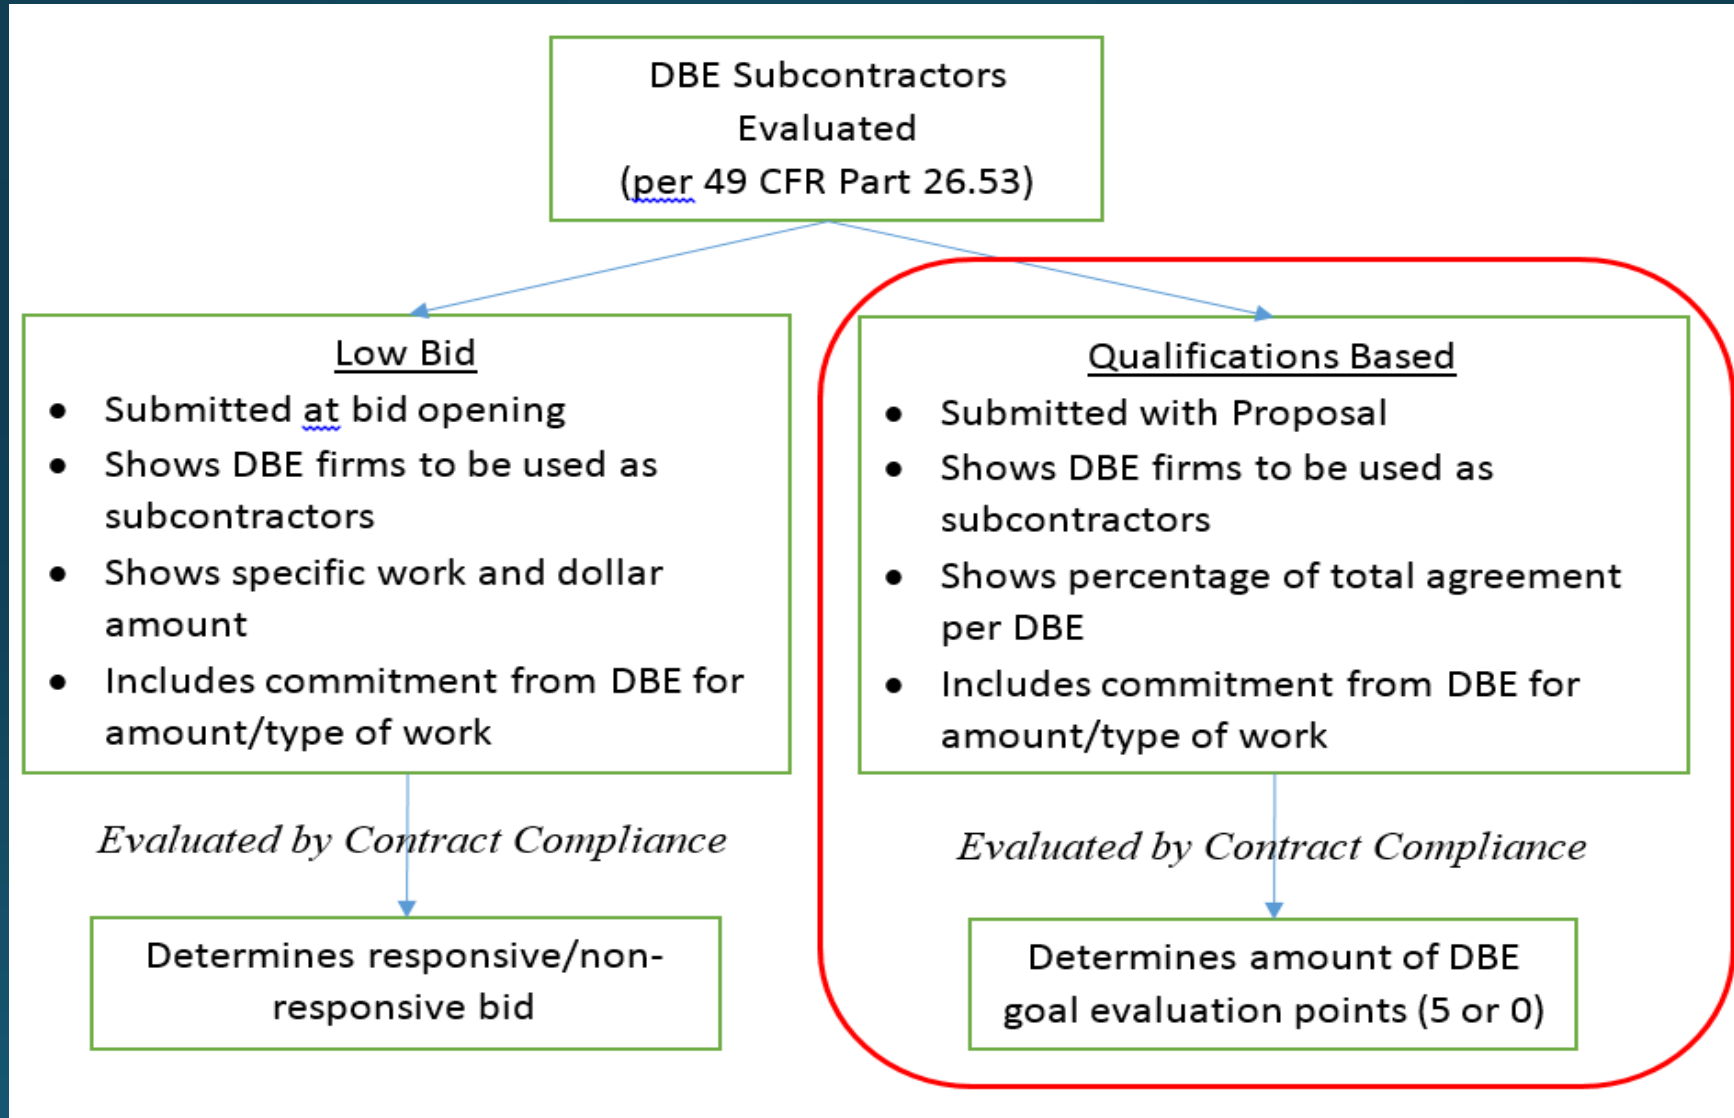 DBE Subcontractors
Evaluated
(per 49 CFR Part 26.53)
Low Bid
● Submitted at bid opening
● Shows DBE firms to be used as
subcontractors
● Shows specific work and dollar
amount
● Includes commitment from DBE for
amount/type of work
Evaluated by Contract Compliance
Determines responsive/non-
responsive bid
Qualifications Based
● Submitted with Proposal
● Shows DBE firms to be used as
subcontractors
● Shows percentage of total agreement
per DBE
● Includes commitment from DBE for
amount/type of work
Evaluated by Contract Compliance
Determines amount of DBE
goal evaluation points (5 or 0)